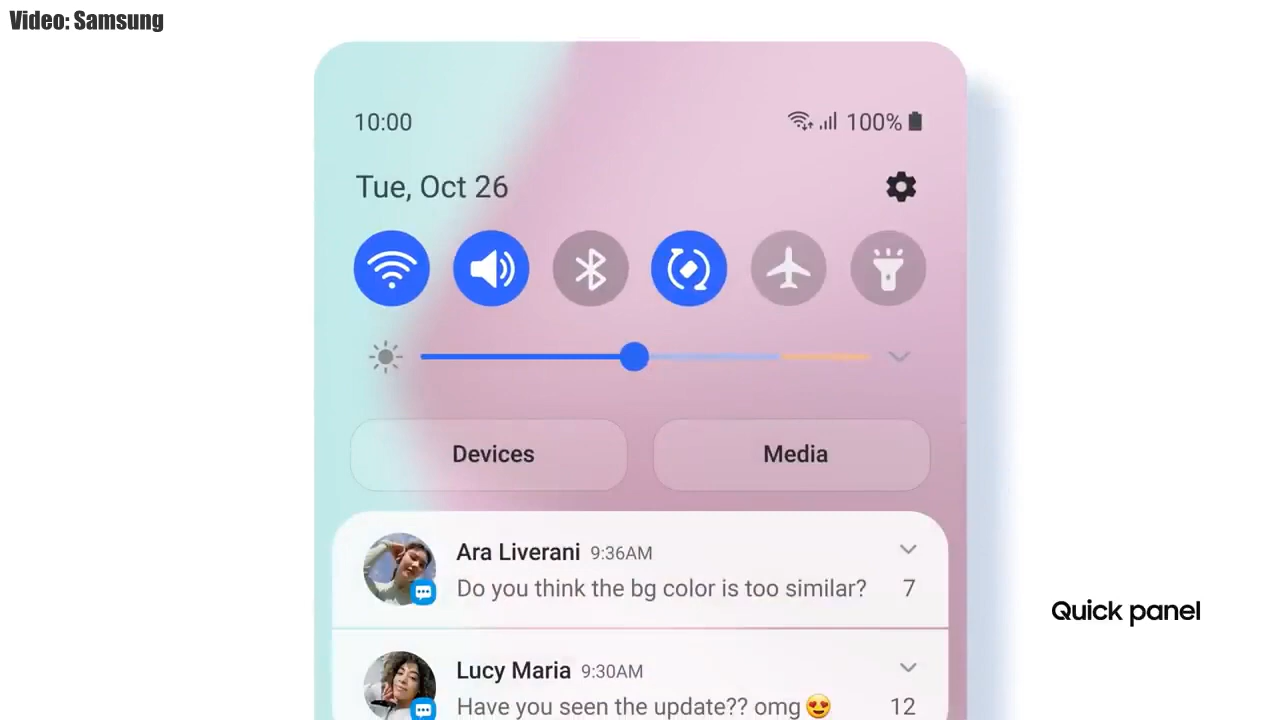 Video: Samsung
10:00 100%
Tue, Oct 26
Devices Media
Ara Liverani 9:36AM
Do you think the bg color is too similar? 7
Quick panel
Lucy Maria 9:30AM
Have you seen the update?? omg😍 12